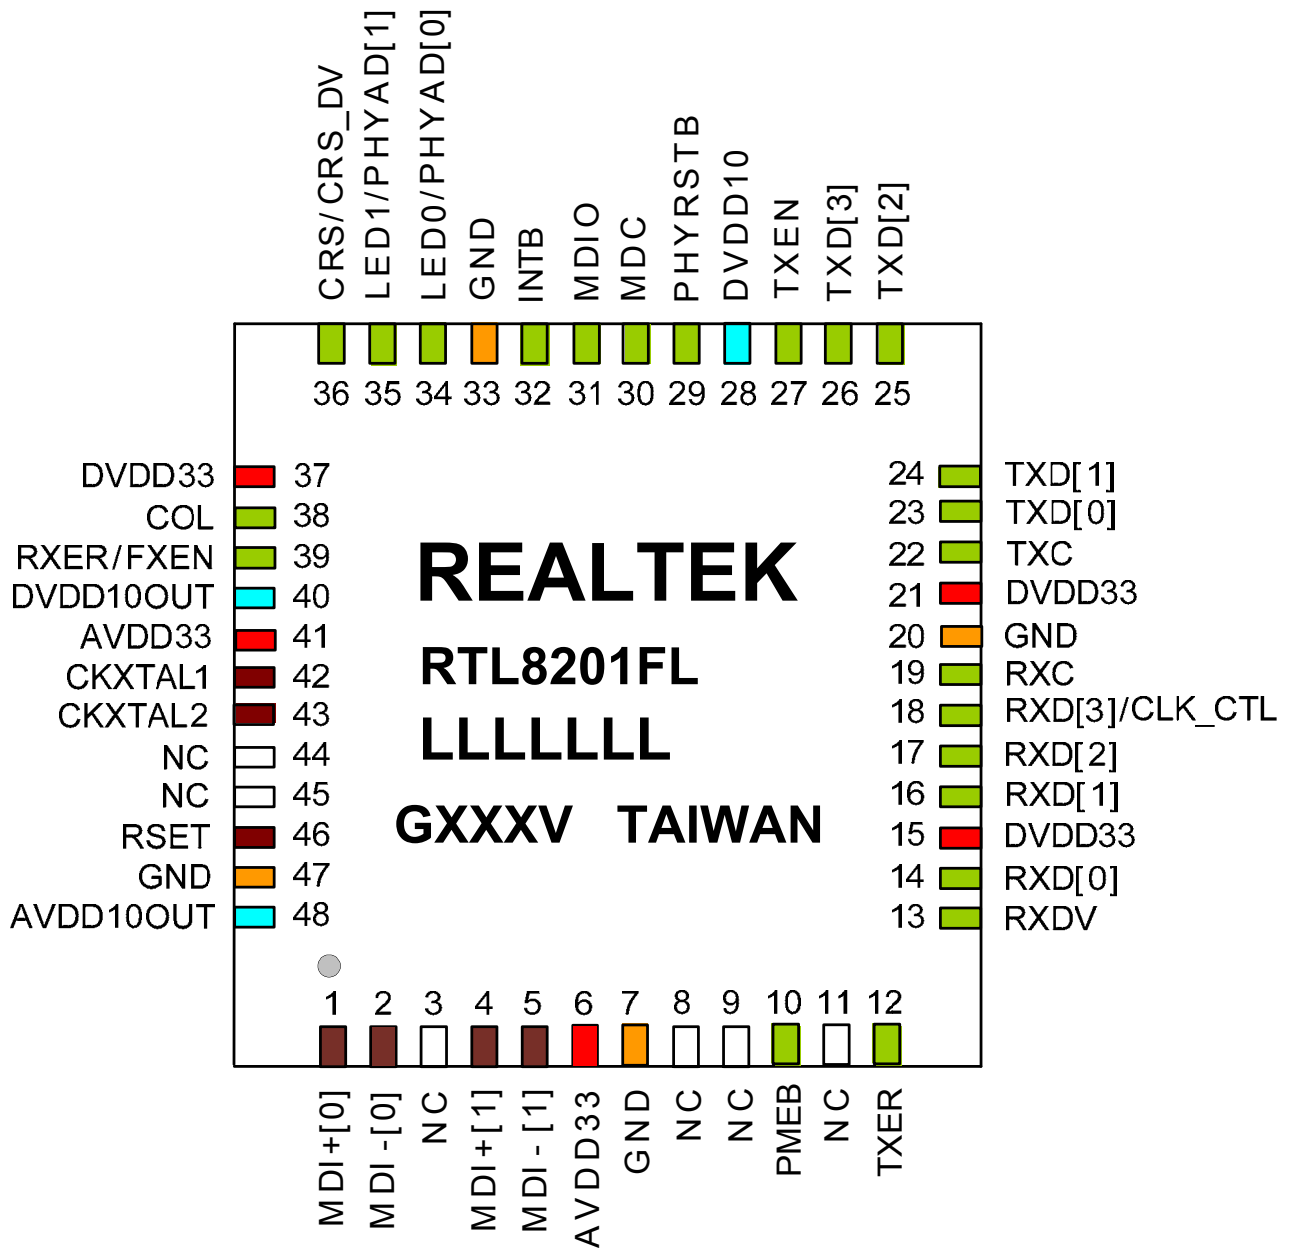 CRS/CRS_DV
LED1/PHYAD[1]
LED0/PHYAD[0]
GND
INTB
MDIO
MDC
PHYRSTB
DVDD10
TXEN
TXD[3]
TXD[2]
36 35 34 33 32 31 30 29 28 27 26 25
DVDD33 37
COL 38
RXER/FXEN 39
DVDD10OUT 40
AVDD33 41
CKXTAL1 42
CKXTAL2 43
NC 44
NC 45
RSET 46
GND 47
AVDD10OUT 48
REALTEK
RTL8201FL
LLLLLLL
GXXXV TAIWAN
24 TXD[1]
23 TXD[0]
22 TXC
21 DVDD33
20 GND
19 RXC
18 RXD[3]/CLK_CTL
17 RXD[2]
16 RXD[1]
15 DVDD33
14 RXD[0]
13 RXDV
1 2 3 4 5 6 7 8 9 10 11 12
MDI+[0]
MDI-[0]
NC
MDI+[1]
MDI-[1]
AVDD33
GND
NC
NC
PMEB
NC
TXER